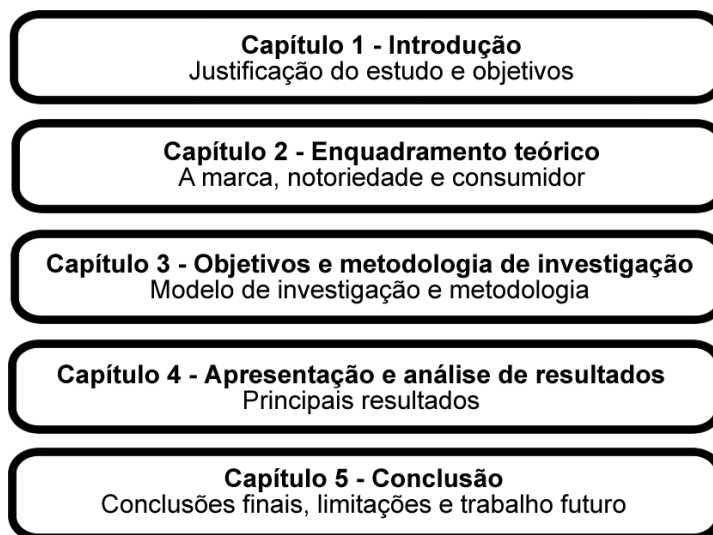 Capítulo 1 - Introdução
Justificação do estudo e objetivos
Capítulo 2 - Enquadramento teórico
A marca, notoriedade e consumidor
Capítulo 3 - Objetivos e metodologia de investigação
Modelo de investigação e metodologia
Capítulo 4 - Apresentação e análise de resultados
Principais resultados
Capítulo 5 - Conclusão
Conclusões finais, limitações e trabalho futuro